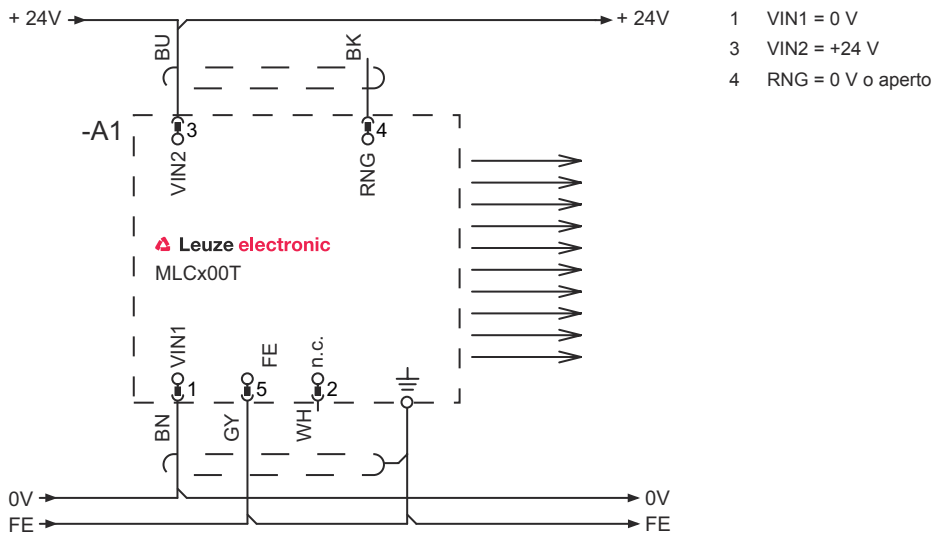 + 24V
+ 24V
1 VIN1 = 0 V
3 VIN2 = +24 V
4 RNG = 0 V o aperto
BU
BK
-A1
3
4
VIN2
RNG
Leuze electronic
MLCx00T
VIN1
FE
n.c.
1
5
2
BN
GY
WH
0V
0V
FE
FE